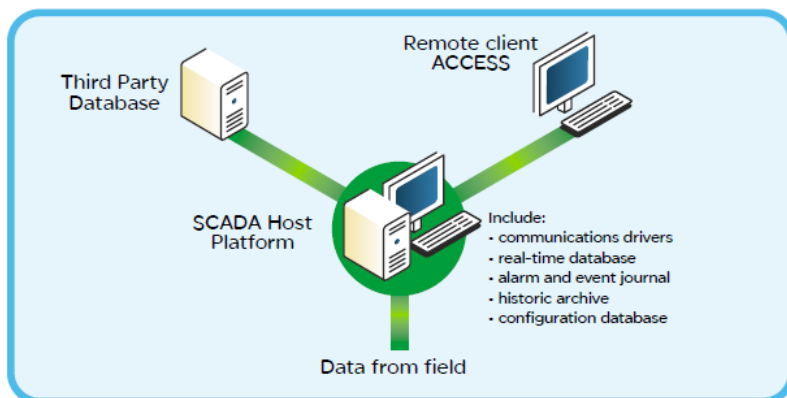 Third Party
Database
Remote client
ACCESS
SCADA Host
Platform
Include:
- communications drivers
- real-time database
- alarm and event journal
- historic archive
- configuration database
Data from field